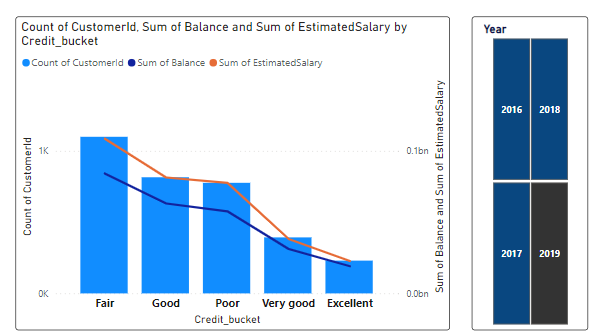 Count of CustomerId, Sum of Balance and Sum of EstimatedSalary by
Credit_bucket
Count of CustomerId Sum of Balance Sum of EstimatedSalary
Count of CustomerId
1K
0K
Fair Good Poor Very good Excellent
Credit_bucket
0.1bn
0.0bn
Sum of Balance and Sum of EstimatedSalary
Year
2016 2018
2017 2019